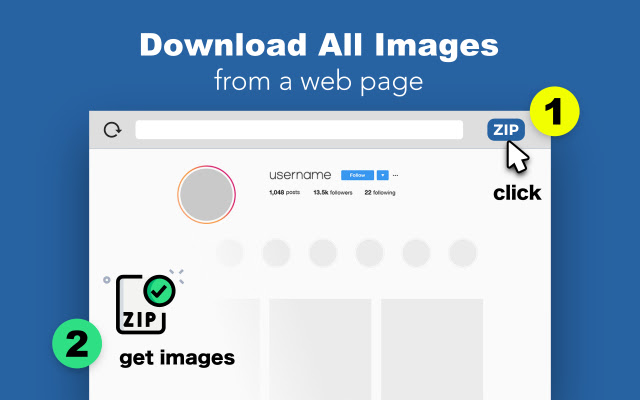 Download All Images
from a web page
ZIP
1
click
username Follow ▾ ...
1,048 posts 13.5k followers 22 following
ZIP
2
get images